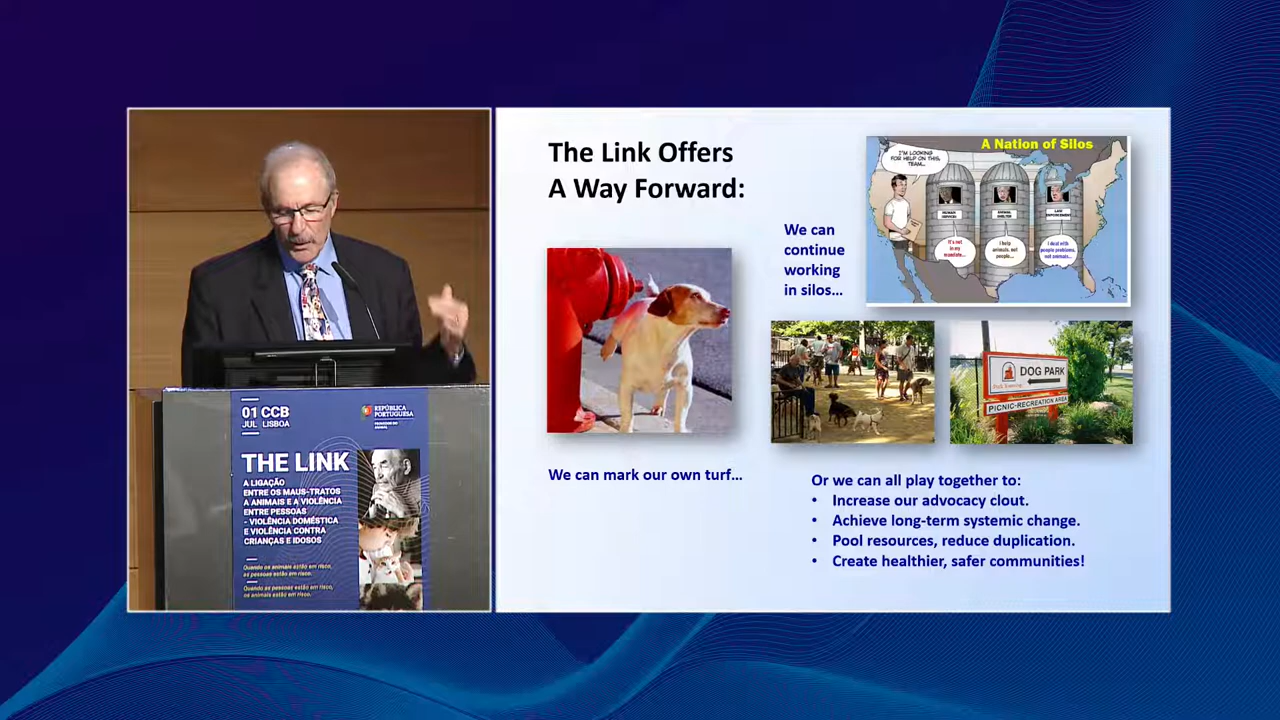 The Link Offers
A Way Forward:
A Nation of Silos
I'M LOOKING
FOR HELP ON THIS,
TEAM...
HUMAN
SERVICES
ANIMAL
SHELTER
LAW
ENFORCEMENT
It's not
in my
mandate...
I help
animals, not
people...
I deal with
people problems,
not animals...
We can
continue
working
in silos...
DOG PARK
PICNIC-RECREATION AREA
We can mark our own turf...
Or we can all play together to:
• Increase our advocacy clout.
• Achieve long-term systemic change.
• Pool resources, reduce duplication.
• Create healthier, safer communities!
01 CCB
JUL LISBOA
REPÚBLICA
PORTUGUESA
THE LINK
A LIGAÇÃO
ENTRE OS MAUS-TRATOS
A ANIMAIS E A VIOLÊNCIA
ENTRE PESSOAS
- VIOLÊNCIA DOMÉSTICA
E VIOLÊNCIA CONTRA
CRIANÇAS E IDOSOS
Quando os animais estão em risco,
as pessoas estão em risco.
Quando as pessoas estão em risco,
os animais estão em risco.